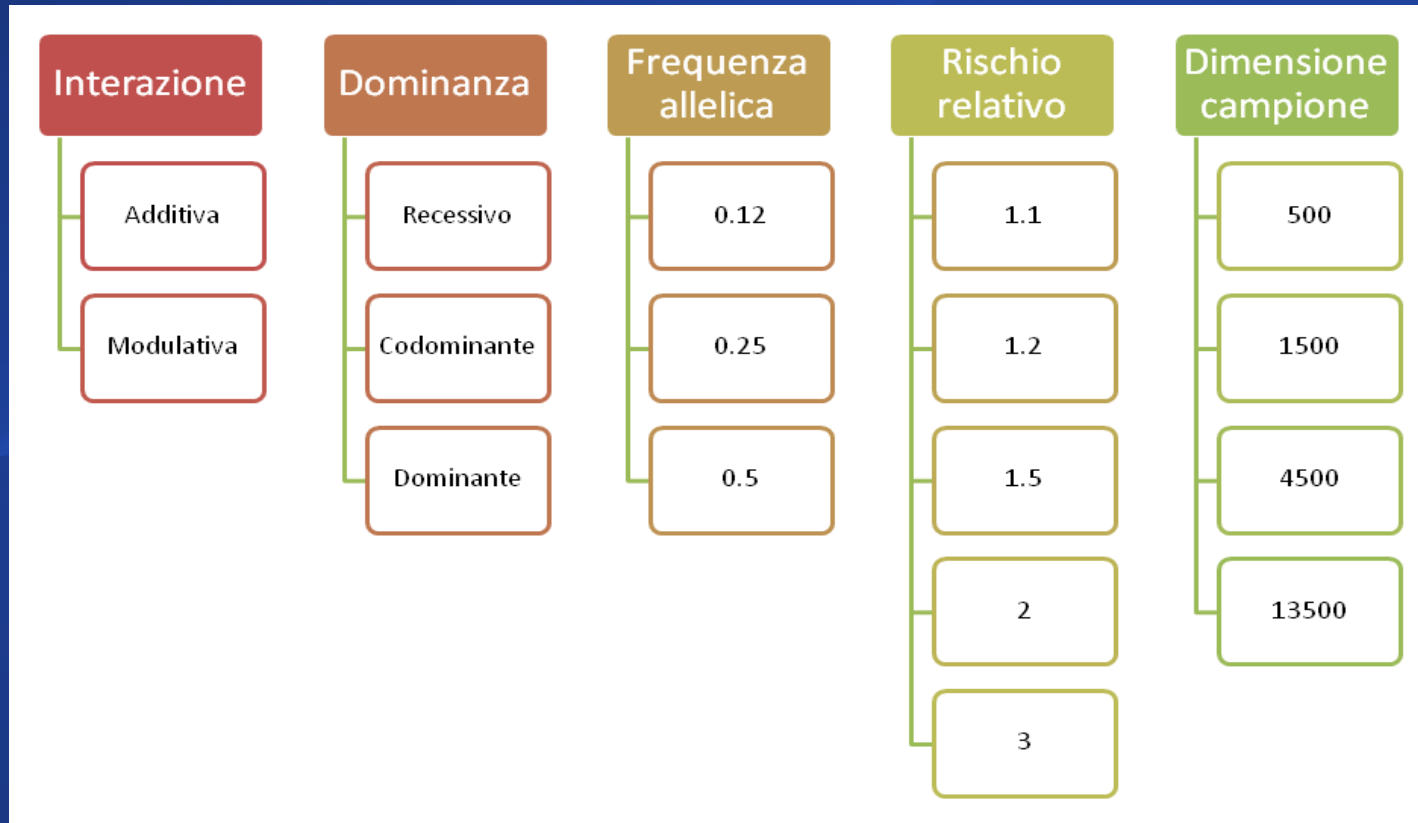 Interazione
Additiva
Modulativa
Dominanza
Recessivo
Codominante
Dominante
Frequenza
allelica
0.12
0.25
0.5
Rischio
relativo
1.1
1.2
1.5
2
3
Dimensione
campione
500
1500
4500
13500